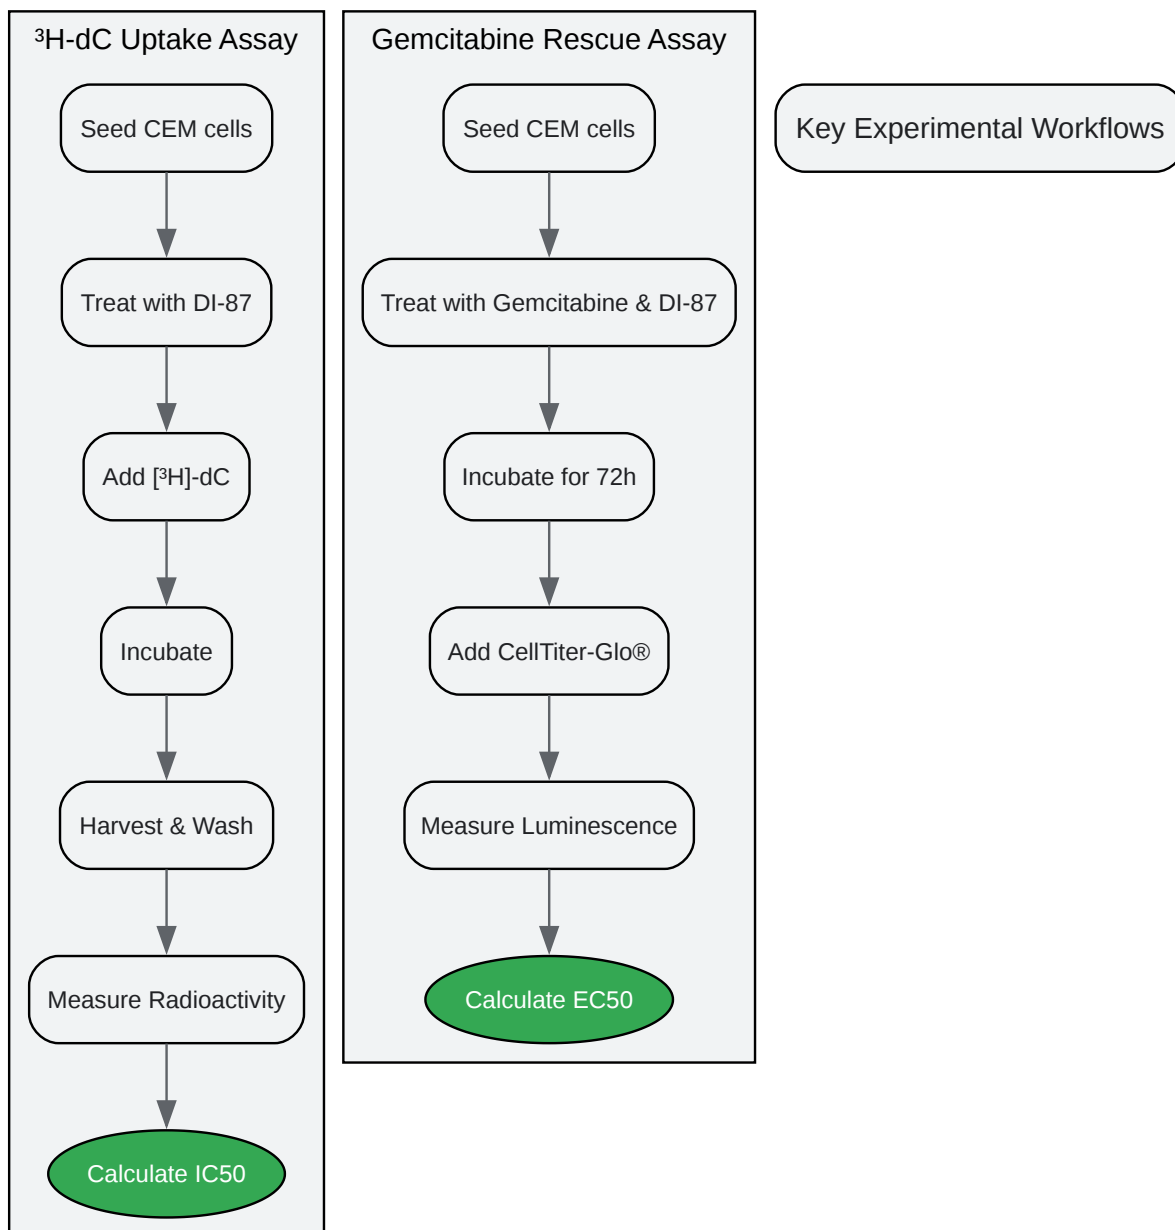 ³H-dC Uptake Assay
Seed CEM cells
Treat with DI-87
Add [³H]-dC
Incubate
Harvest & Wash
Measure Radioactivity
Calculate IC50
Gemcitabine Rescue Assay
Seed CEM cells
Treat with Gemcitabine & DI-87
Incubate for 72h
Add CellTiter-Glo®
Measure Luminescence
Calculate EC50
Key Experimental Workflows